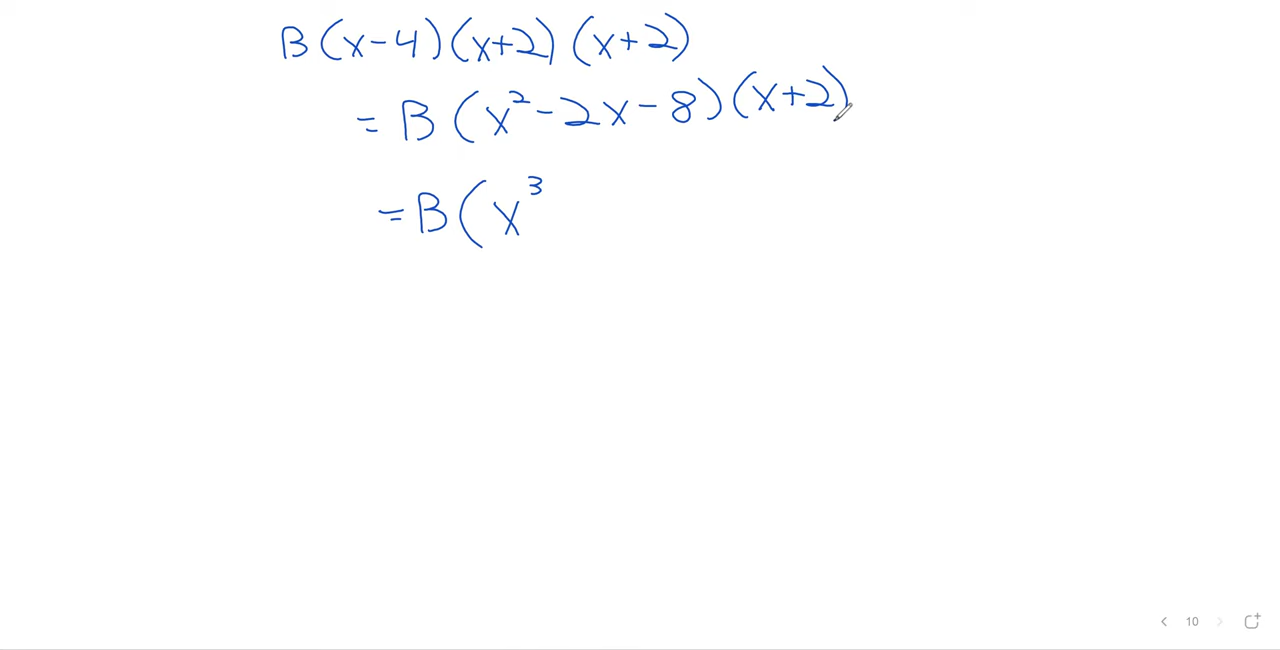 B(x-4)(x+2)(x+2)
= B(x²-2x-8)(x+2)
= B(x³
10